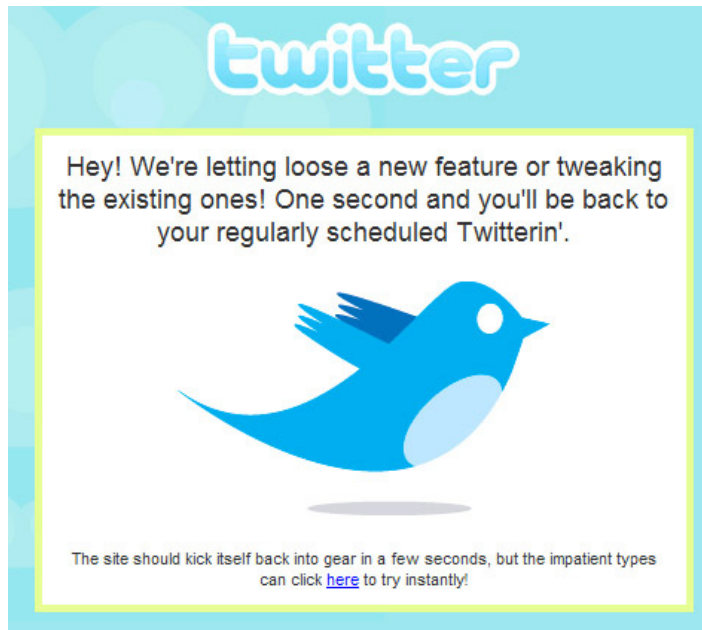 twitter
Hey! We're letting loose a new feature or tweaking
the existing ones! One second and you'll be back to
your regularly scheduled Twitterin'.
The site should kick itself back into gear in a few seconds, but the impatient types
can click here to try instantly!